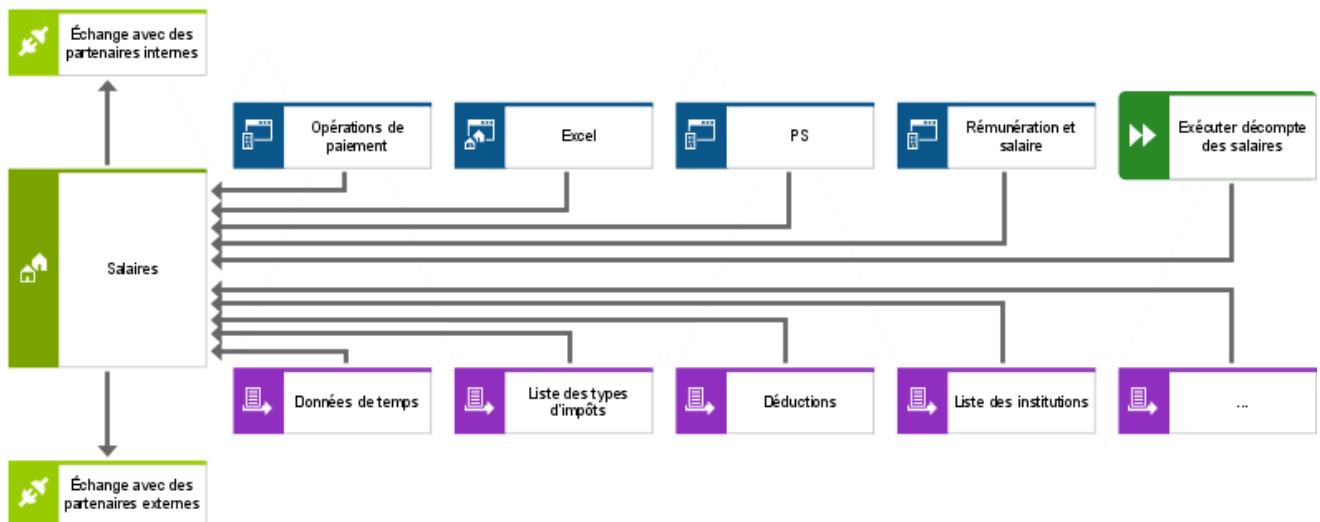 Échange avec des
partenaires internes
Opérations de
paiement
Excel
PS
Rémunération et
salaire
Exécuter décompte
des salaires
Salaires
Données de temps
Liste des types
d'impôts
Déductions
Liste des institutions
...
Échange avec des
partenaires externes